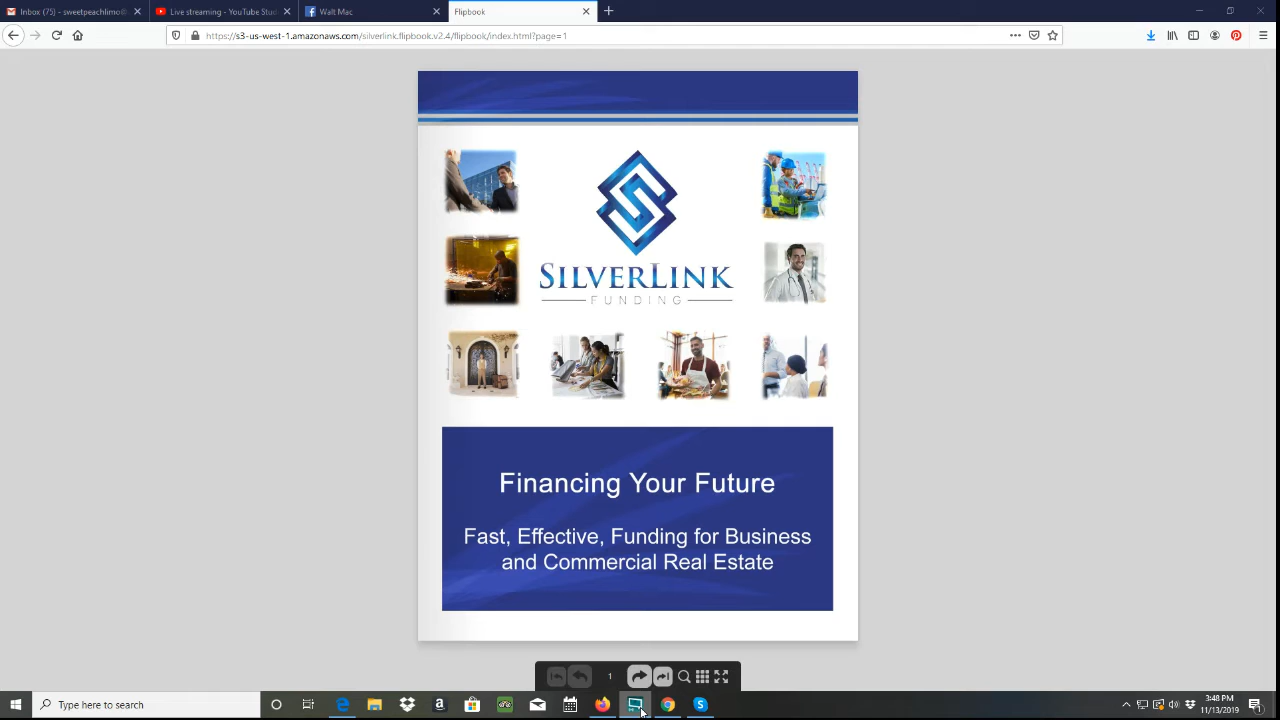 Inbox (75) - sweetpeachlimo@
Live streaming - YouTube Stud
Walt Mac
Flipbook
https://s3-us-west-1.amazonaws.com/silverlink.flipbook.v2.4/flipbook/index.html?page=1
SILVERLINK
FUNDING
Financing Your Future
Fast, Effective, Funding for Business
and Commercial Real Estate
1
Type here to search
3:48 PM
11/13/2019